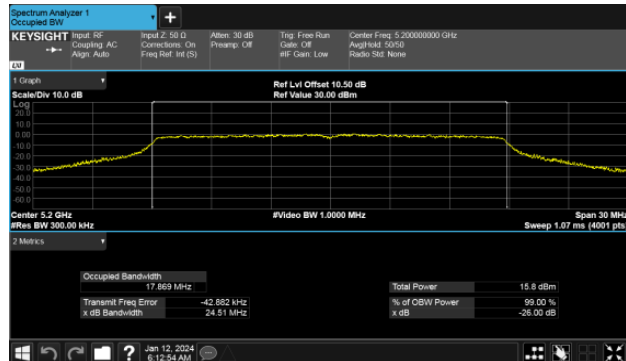 Spectrum Analyzer 1
Occupied BW
+
KEYSIGHT
Input: RF
Coupling: AC
Align: Auto
Input Z: 50 Ω
Corrections: On
Freq Ref: Int (S)
Atten: 30 dB
Preamp: Off
Trig: Free Run
Gate: Off
#IF Gain: Low
Center Freq: 5.200000000 GHz
Avg|Hold: 50/50
Radio Std: None
LXI
1 Graph
Scale/Div 10.0 dB
Ref Lvl Offset 10.50 dB
Ref Value 30.00 dBm
Log
20.0
10.0
0.00
-10.0
-20.0
-30.0
-40.0
-50.0
-60.0
Center 5.2 GHz
#Res BW 300.00 kHz
#Video BW 1.0000 MHz
Span 30 MHz
Sweep 1.07 ms (4001 pts)
2 Metrics
Occupied Bandwidth
17.869 MHz
Transmit Freq Error -42.882 kHz
x dB Bandwidth 24.51 MHz
Total Power 15.8 dBm
% of OBW Power 99.00 %
x dB -26.00 dB
?
Jan 12, 2024
6:12:54 AM